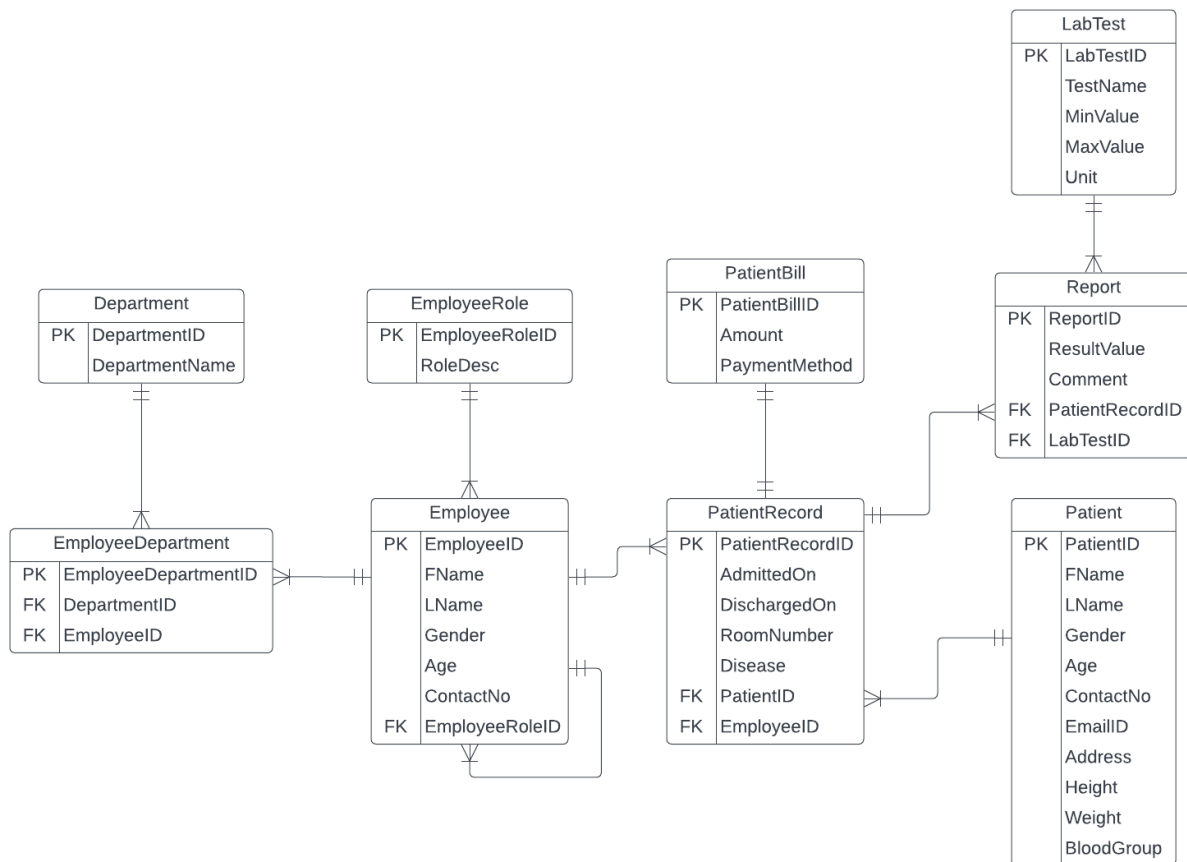 LabTest
PK LabTestID
TestName
MinValue
MaxValue
Unit
Department
PK DepartmentID
DepartmentName
EmployeeRole
PK EmployeeRoleID
RoleDesc
PatientBill
PK PatientBillID
Amount
PaymentMethod
Report
PK ReportID
ResultValue
Comment
FK PatientRecordID
FK LabTestID
EmployeeDepartment
PK EmployeeDepartmentID
FK DepartmentID
FK EmployeeID
Employee
PK EmployeeID
FName
LName
Gender
Age
ContactNo
FK EmployeeRoleID
PatientRecord
PK PatientRecordID
AdmittedOn
DischargedOn
RoomNumber
Disease
FK PatientID
FK EmployeeID
Patient
PK PatientID
FName
LName
Gender
Age
ContactNo
EmailID
Address
Height
Weight
BloodGroup